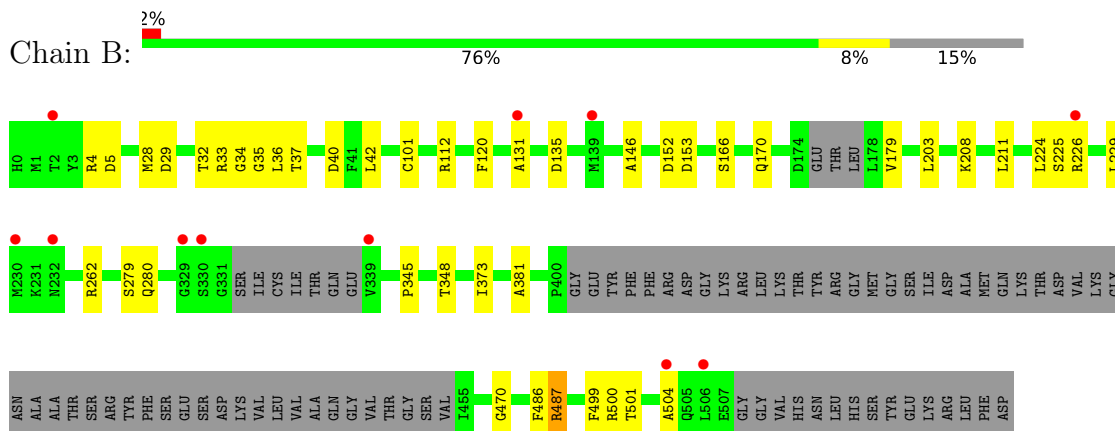 2%
Chain B:
76% 8% 15%
H0 M1 T2 Y3 R4 D5 M28 D29 T32 R33 G34 G35 L36 T37 D40 F41 L42 C101 R112 F120 A131 D135 M139 A146 D152 D153 S166 Q170 D174 GLU THR LEU L178 V179 L203 K208 L211 L224 S225 R226 L229
M230 K231 N232 R262 S279 Q280 G329 S330 G331 SER ILE CYS ILE THR GLN GLU V339 P345 T348 I373 A381 P400 GLY GLU TYR PHE PHE ARG ASP GLY LYS ARG LEU LYS THR TYR ARG GLY MET GLY SER ILE ASP ALA MET GLN LYS THR ASP VAL LYS GLY
ASN ALA ALA THR SER ARG TYR PHE SER GLU SER ASP LYS VAL LEU VAL ALA GLN GLY VAL THR GLY SER VAL I455 G470 F486 R487 F499 R500 T501 A504 Q505 L506 E507 GLY GLY VAL HIS ASN LEU HIS SER TYR GLU LYS ARG LEU PHE ASP